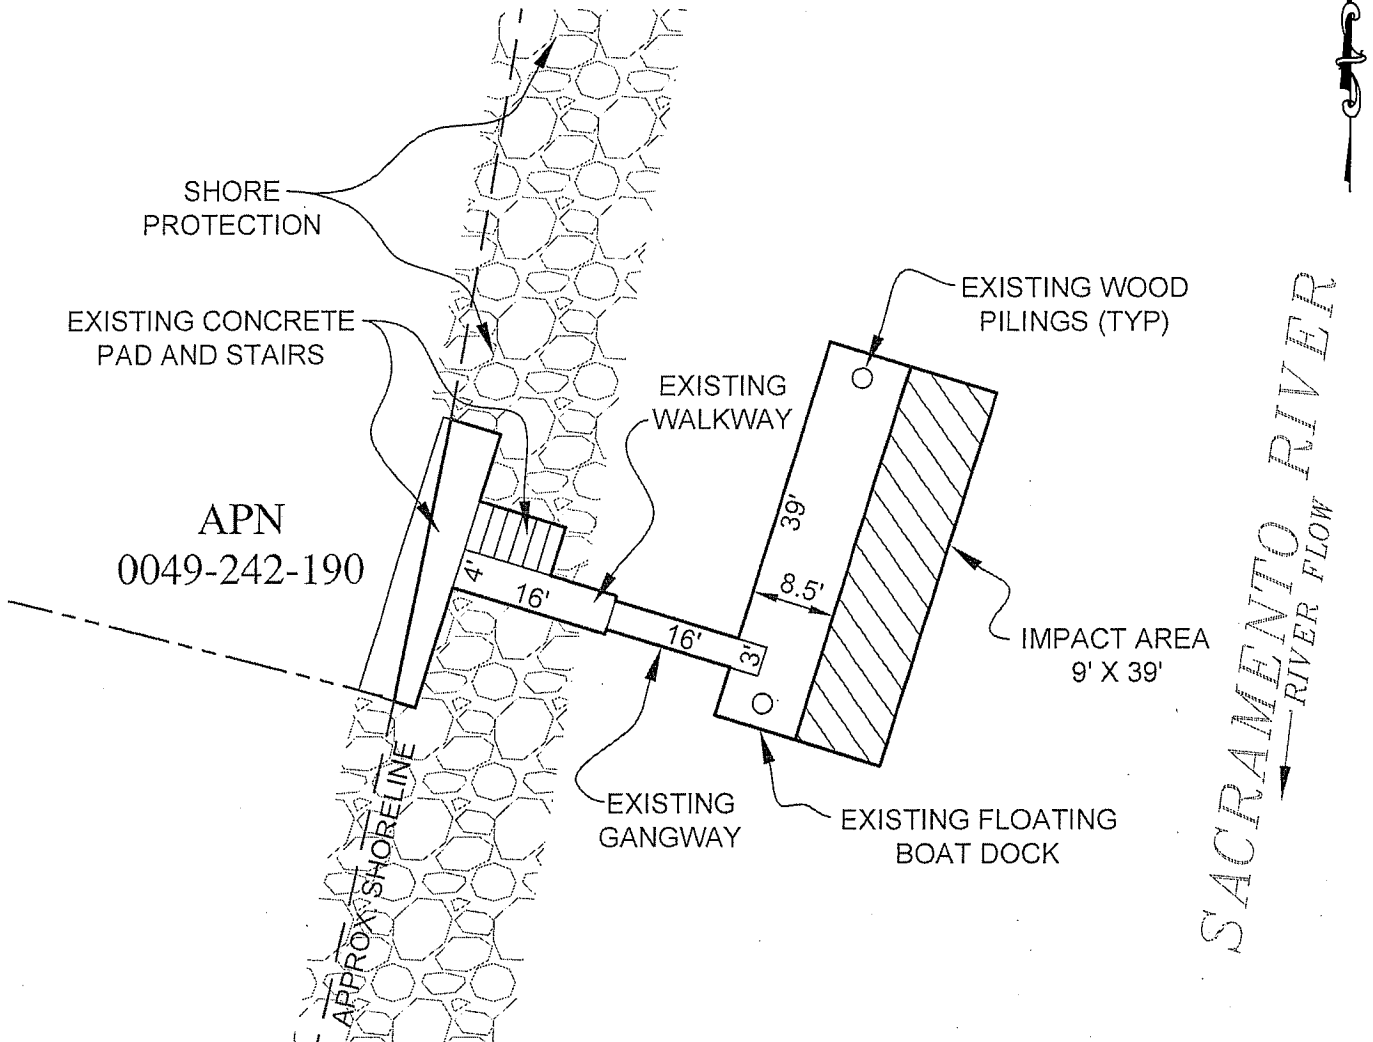 SHORE
PROTECTION
EXISTING CONCRETE
PAD AND STAIRS
EXISTING
WALKWAY
EXISTING WOOD
PILINGS (TYP)
APN
0049-242-190
4'
16'
16'
3'
39'
8.5'
IMPACT AREA
9' X 39'
EXISTING
GANGWAY
EXISTING FLOATING
BOAT DOCK
APPROX SHORELINE
SACRAMENTO RIVER
RIVER FLOW